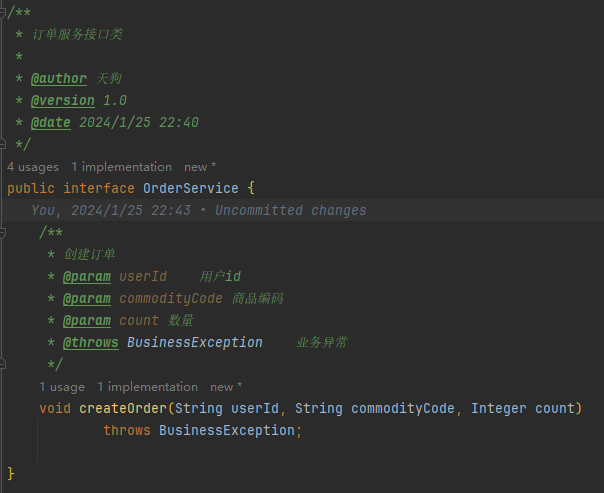 /**
 * 订单服务接口类
 *
 * @author 天狗
 * @version 1.0
 * @date 2024/1/25 22:40
 */
4 usages   1 implementation   new *
public interface OrderService {
    You, 2024/1/25 22:43 • Uncommitted changes
    /**
     * 创建订单
     * @param userId    用户id
     * @param commodityCode 商品编码
     * @param count 数量
     * @throws BusinessException    业务异常
     */
    1 usage   1 implementation   new *
    void createOrder(String userId, String commodityCode, Integer count)
            throws BusinessException;
}